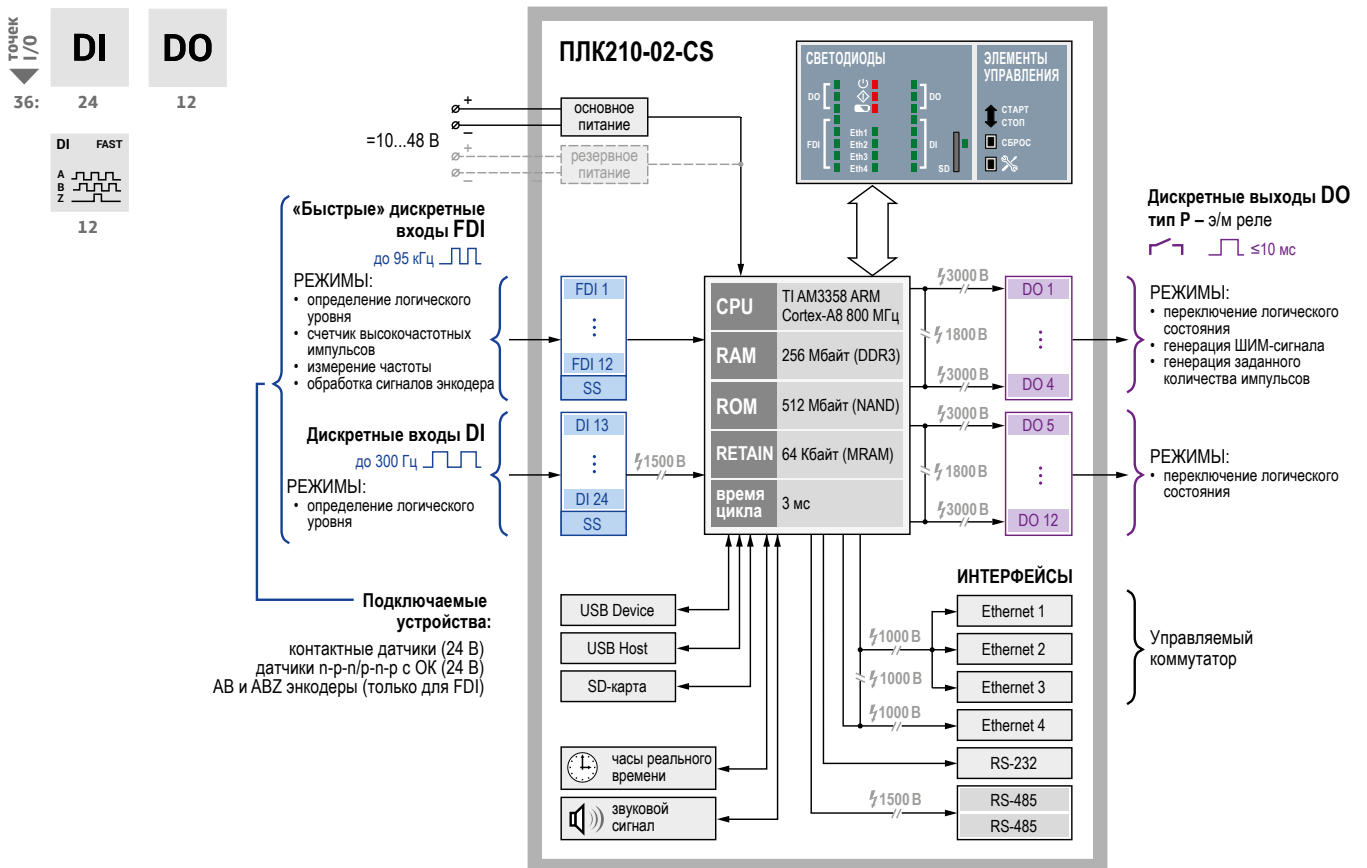 точек
I/O
DI
DO
36:
24
12
DI FAST
A
B
Z
12
ПЛК210-02-CS
=10...48 В
+
–
основное
питание
+
–
резервное
питание
СВЕТОДИОДЫ
DO
DO
FDI
Eth1
Eth2
Eth3
Eth4
DI
SD
ЭЛЕМЕНТЫ
УПРАВЛЕНИЯ
СТАРТ
СТОП
СБРОС
«Быстрые» дискретные
входы FDI
до 95 кГц
РЕЖИМЫ:
• определение логического
уровня
• счетчик высокочастотных
импульсов
• измерение частоты
• обработка сигналов энкодера
Дискретные входы DI
до 300 Гц
РЕЖИМЫ:
• определение логического
уровня
Подключаемые
устройства:
контактные датчики (24 В)
датчики n-p-n/p-n-p с ОК (24 В)
AB и ABZ энкодеры (только для FDI)
FDI 1
FDI 12
SS
DI 13
DI 24
SS
1500 В
CPU
TI AM3358 ARM
Cortex-A8 800 МГц
RAM
256 Мбайт (DDR3)
ROM
512 Мбайт (NAND)
RETAIN
64 Кбайт (MRAM)
время
цикла
3 мс
3000 В
1800 В
3000 В
3000 В
1800 В
3000 В
DO 1
DO 4
DO 5
DO 12
Дискретные выходы DO
тип Р – э/м реле
≤10 мс
РЕЖИМЫ:
• переключение логического
состояния
• генерация ШИМ-сигнала
• генерация заданного
количества импульсов
РЕЖИМЫ:
• переключение логического
состояния
USB Device
USB Host
SD-карта
часы реального
времени
звуковой
сигнал
ИНТЕРФЕЙСЫ
1000 В
1000 В
1000 В
1500 В
Ethernet 1
Ethernet 2
Ethernet 3
Ethernet 4
RS-232
RS-485
RS-485
Управляемый
коммутатор